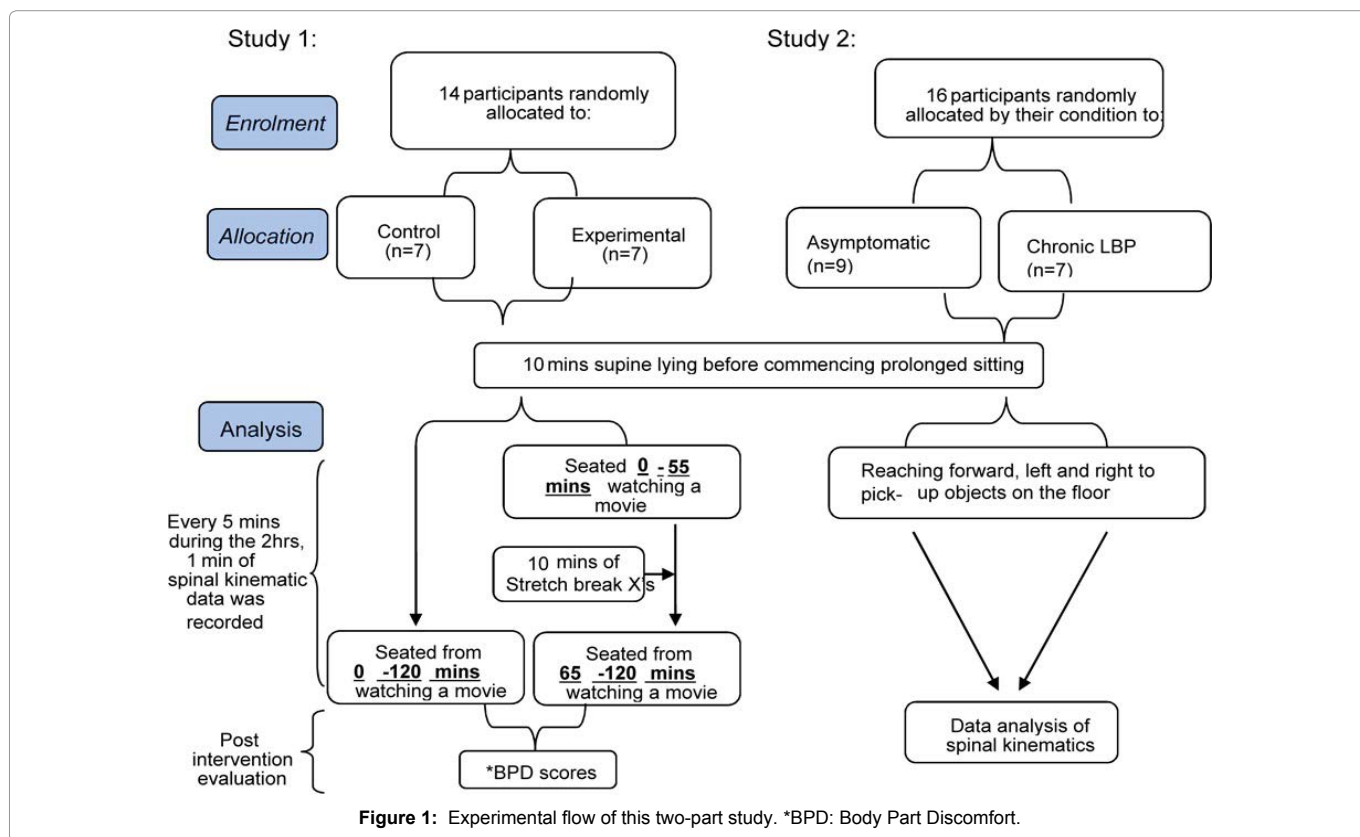 Study 1:
Study 2:
Enrolment
14 participants randomly
allocated to:
16 participants randomly
allocated by their condition to:
Allocation
Control
(n=7)
Experimental
(n=7)
Asymptomatic
(n=9)
Chronic LBP
(n=7)
10 mins supine lying before commencing prolonged sitting
Analysis
Every 5 mins
during the 2hrs,
1 min of
spinal kinematic
data was
recorded
Seated 0 -55
mins watching a
movie
10 mins of
Stretch break X's
Seated from
0 -120 mins
watching a movie
Seated from
65 -120 mins
watching a movie
Reaching forward, left and right to
pick- up objects on the floor
Post
intervention
evaluation
*BPD scores
Data analysis of
spinal kinematics
Figure 1: Experimental flow of this two-part study. *BPD: Body Part Discomfort.